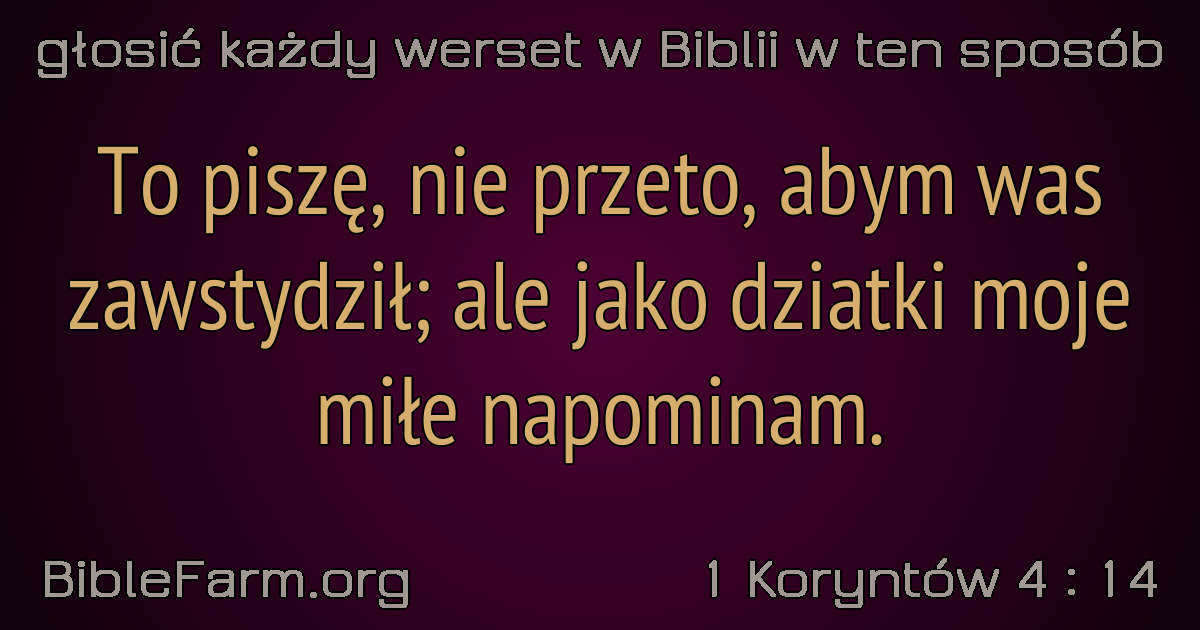 głosić każdy werset w Biblii w ten sposób
To piszę, nie przeto, abym was
zawstydził; ale jako dziatki moje
miłe napominam.
BibleFarm.org
1 Koryntów 4 : 14